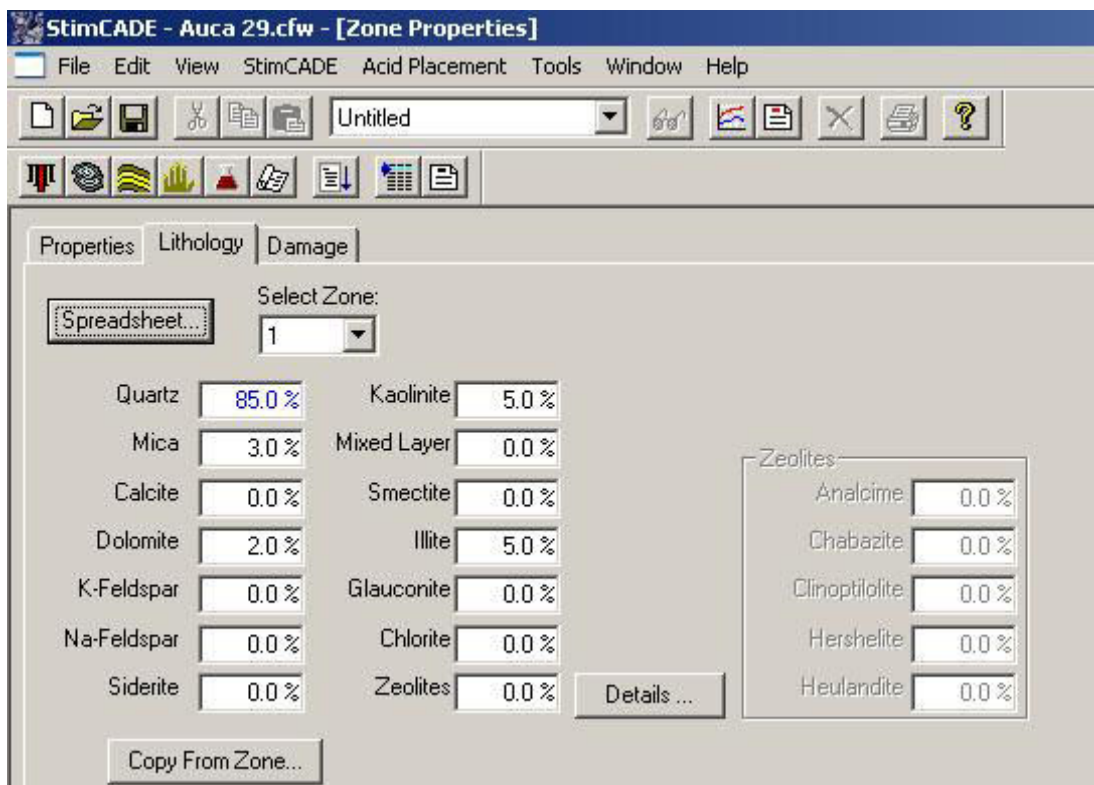 StimCADE - Auca 29.cfw - [Zone Properties]
File Edit View StimCADE Acid Placement Tools Window Help
Untitled
Properties Lithology Damage
Spreadsheet...
Select Zone:
1
Quartz 85.0 % Kaolinite 5.0 %
Mica 3.0 % Mixed Layer 0.0 %
Zeolites
Calcite 0.0 % Smectite 0.0 % Analcime 0.0 %
Dolomite 2.0 % Illite 5.0 % Chabazite 0.0 %
K-Feldspar 0.0 % Glauconite 0.0 % Clinoptilolite 0.0 %
Na-Feldspar 0.0 % Chlorite 0.0 % Hershelite 0.0 %
Siderite 0.0 % Zeolites 0.0 % Details ... Heulandite 0.0 %
Copy From Zone...